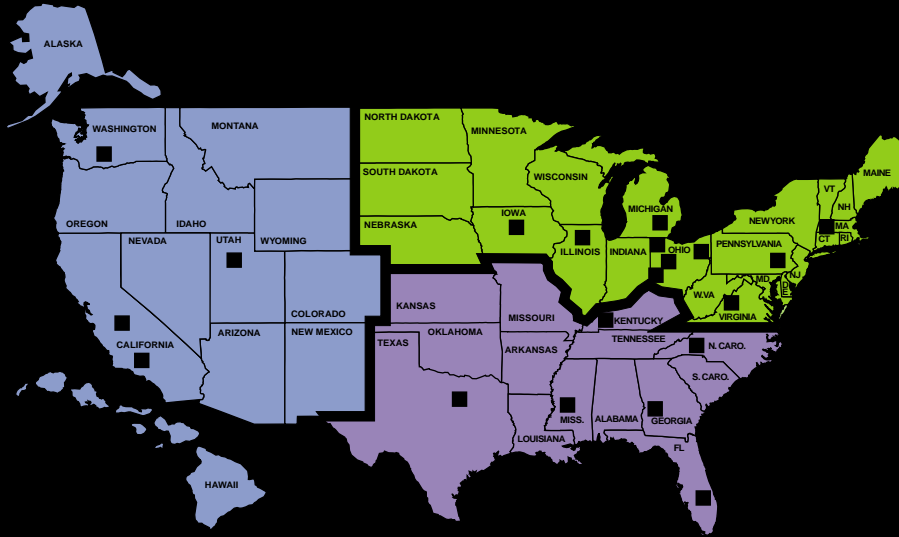 ALASKA
WASHINGTON
MONTANA
NORTH DAKOTA
MINNESOTA
SOUTH DAKOTA
WISCONSIN
MAINE
VT
NH
MICHIGAN
OREGON
IDAHO
NEBRASKA
IOWA
NEWYORK
MA
NEVADA
UTAH
WYOMING
ILLINOIS
INDIANA
OHIO
PENNSYLVANIA
CT
RI
NJ
MD
D
E
W.VA
KANSAS
COLORADO
MISSOURI
KENTUCKY
VIRGINIA
CALIFORNIA
ARIZONA
NEW MEXICO
TEXAS
OKLAHOMA
ARKANSAS
TENNESSEE
N. CARO.
S. CARO.
MISS.
ALABAMA
GEORGIA
LOUISIANA
FL
HAWAII